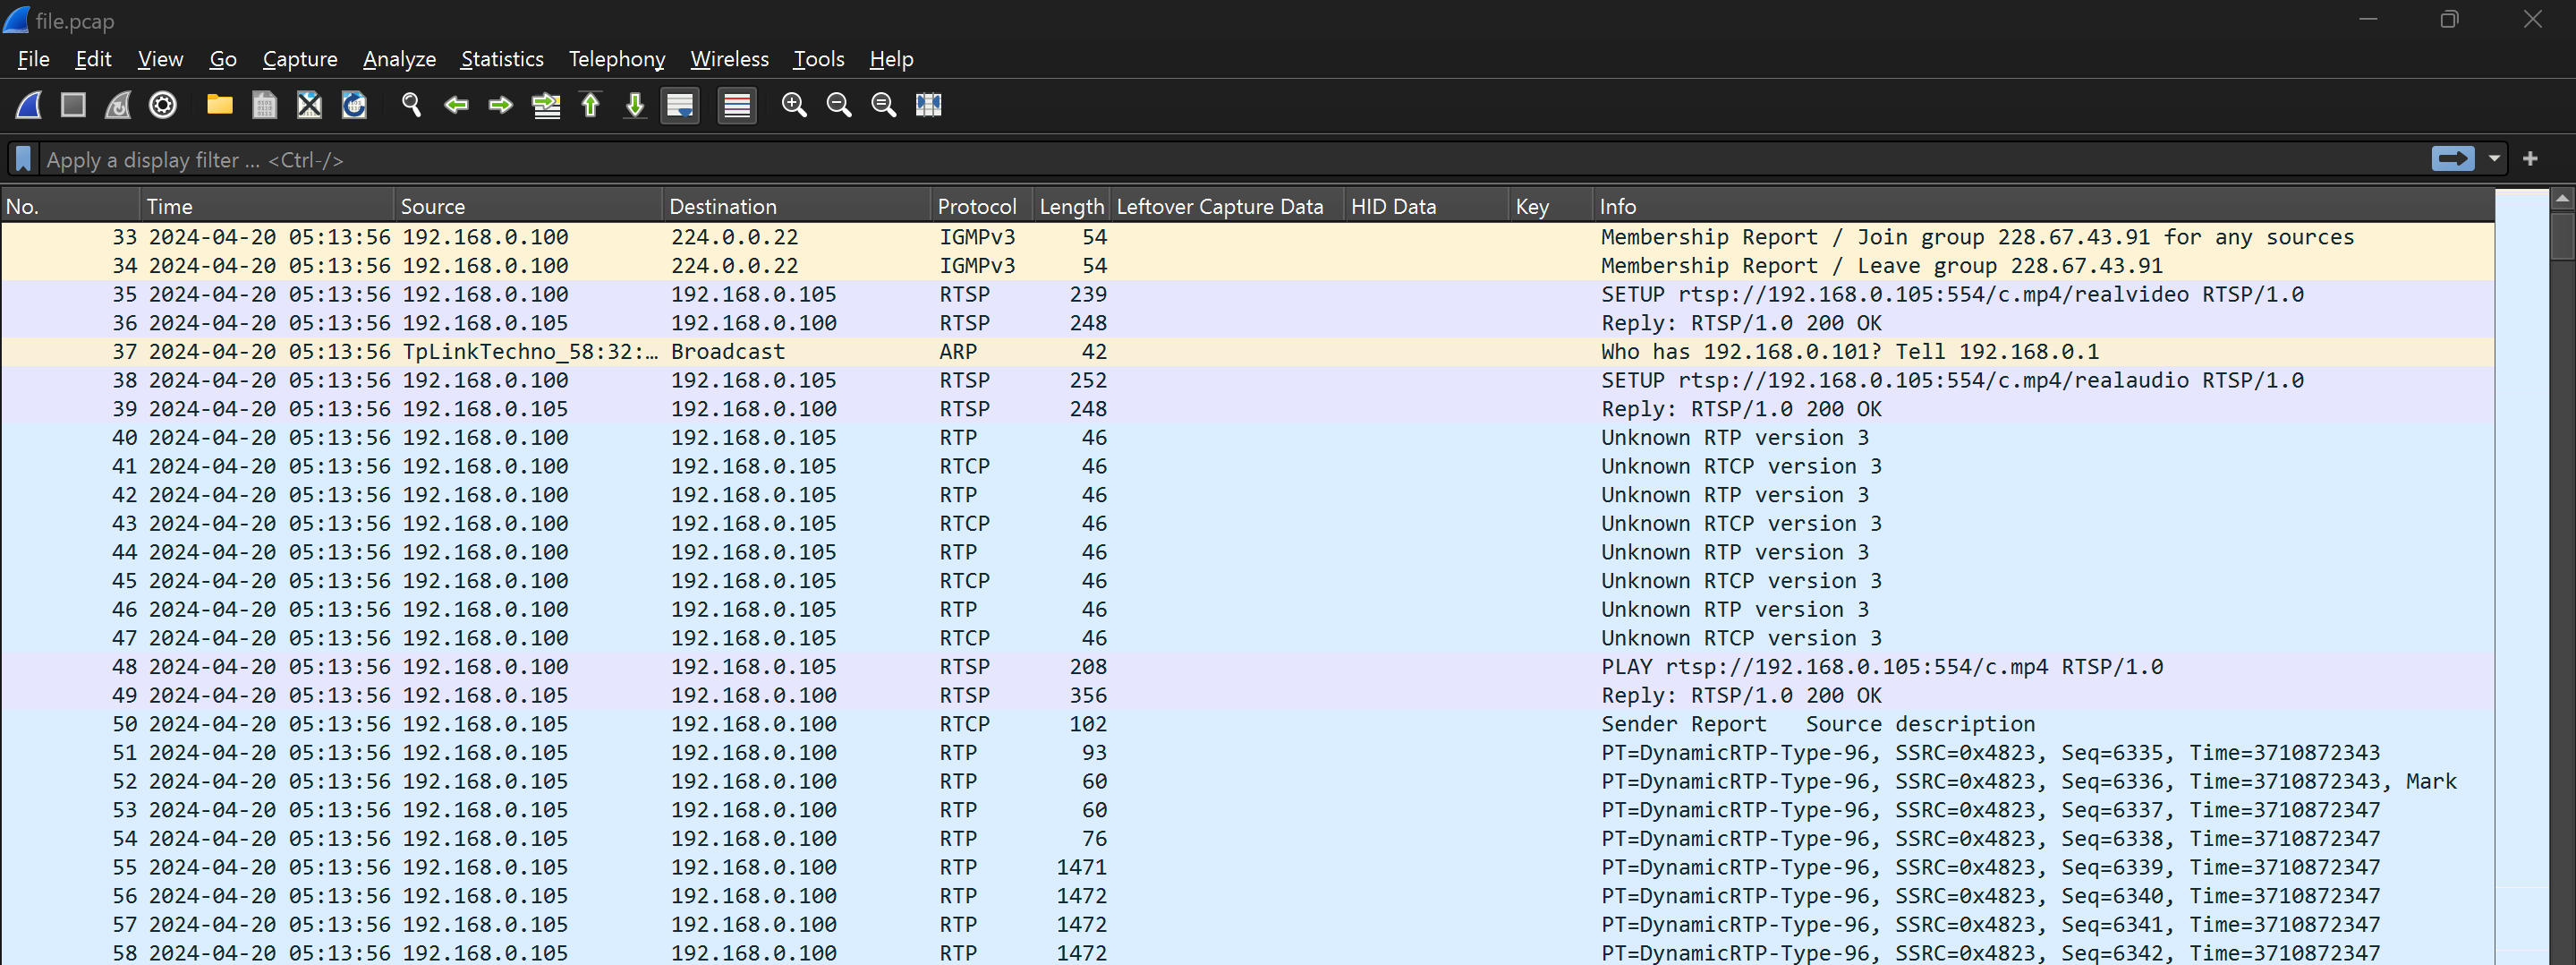 file.pcap
File Edit View Go Capture Analyze Statistics Telephony Wireless Tools Help
Apply a display filter ... <Ctrl-/>
No. Time Source Destination Protocol Length Leftover Capture Data HID Data Key Info
33 2024-04-20 05:13:56 192.168.0.100 224.0.0.22 IGMPv3 54 Membership Report / Join group 228.67.43.91 for any sources
34 2024-04-20 05:13:56 192.168.0.100 224.0.0.22 IGMPv3 54 Membership Report / Leave group 228.67.43.91
35 2024-04-20 05:13:56 192.168.0.100 192.168.0.105 RTSP 239 SETUP rtsp://192.168.0.105:554/c.mp4/realvideo RTSP/1.0
36 2024-04-20 05:13:56 192.168.0.105 192.168.0.100 RTSP 248 Reply: RTSP/1.0 200 OK
37 2024-04-20 05:13:56 TpLinkTechno_58:32:… Broadcast ARP 42 Who has 192.168.0.101? Tell 192.168.0.1
38 2024-04-20 05:13:56 192.168.0.100 192.168.0.105 RTSP 252 SETUP rtsp://192.168.0.105:554/c.mp4/realaudio RTSP/1.0
39 2024-04-20 05:13:56 192.168.0.105 192.168.0.100 RTSP 248 Reply: RTSP/1.0 200 OK
40 2024-04-20 05:13:56 192.168.0.100 192.168.0.105 RTP 46 Unknown RTP version 3
41 2024-04-20 05:13:56 192.168.0.100 192.168.0.105 RTCP 46 Unknown RTCP version 3
42 2024-04-20 05:13:56 192.168.0.100 192.168.0.105 RTP 46 Unknown RTP version 3
43 2024-04-20 05:13:56 192.168.0.100 192.168.0.105 RTCP 46 Unknown RTCP version 3
44 2024-04-20 05:13:56 192.168.0.100 192.168.0.105 RTP 46 Unknown RTP version 3
45 2024-04-20 05:13:56 192.168.0.100 192.168.0.105 RTCP 46 Unknown RTCP version 3
46 2024-04-20 05:13:56 192.168.0.100 192.168.0.105 RTP 46 Unknown RTP version 3
47 2024-04-20 05:13:56 192.168.0.100 192.168.0.105 RTCP 46 Unknown RTCP version 3
48 2024-04-20 05:13:56 192.168.0.100 192.168.0.105 RTSP 208 PLAY rtsp://192.168.0.105:554/c.mp4 RTSP/1.0
49 2024-04-20 05:13:56 192.168.0.105 192.168.0.100 RTSP 356 Reply: RTSP/1.0 200 OK
50 2024-04-20 05:13:56 192.168.0.105 192.168.0.100 RTCP 102 Sender Report Source description
51 2024-04-20 05:13:56 192.168.0.105 192.168.0.100 RTP 93 PT=DynamicRTP-Type-96, SSRC=0x4823, Seq=6335, Time=3710872343
52 2024-04-20 05:13:56 192.168.0.105 192.168.0.100 RTP 60 PT=DynamicRTP-Type-96, SSRC=0x4823, Seq=6336, Time=3710872343, Mark
53 2024-04-20 05:13:56 192.168.0.105 192.168.0.100 RTP 60 PT=DynamicRTP-Type-96, SSRC=0x4823, Seq=6337, Time=3710872347
54 2024-04-20 05:13:56 192.168.0.105 192.168.0.100 RTP 76 PT=DynamicRTP-Type-96, SSRC=0x4823, Seq=6338, Time=3710872347
55 2024-04-20 05:13:56 192.168.0.105 192.168.0.100 RTP 1471 PT=DynamicRTP-Type-96, SSRC=0x4823, Seq=6339, Time=3710872347
56 2024-04-20 05:13:56 192.168.0.105 192.168.0.100 RTP 1472 PT=DynamicRTP-Type-96, SSRC=0x4823, Seq=6340, Time=3710872347
57 2024-04-20 05:13:56 192.168.0.105 192.168.0.100 RTP 1472 PT=DynamicRTP-Type-96, SSRC=0x4823, Seq=6341, Time=3710872347
58 2024-04-20 05:13:56 192.168.0.105 192.168.0.100 RTP 1472 PT=DynamicRTP-Type-96, SSRC=0x4823, Seq=6342, Time=3710872347